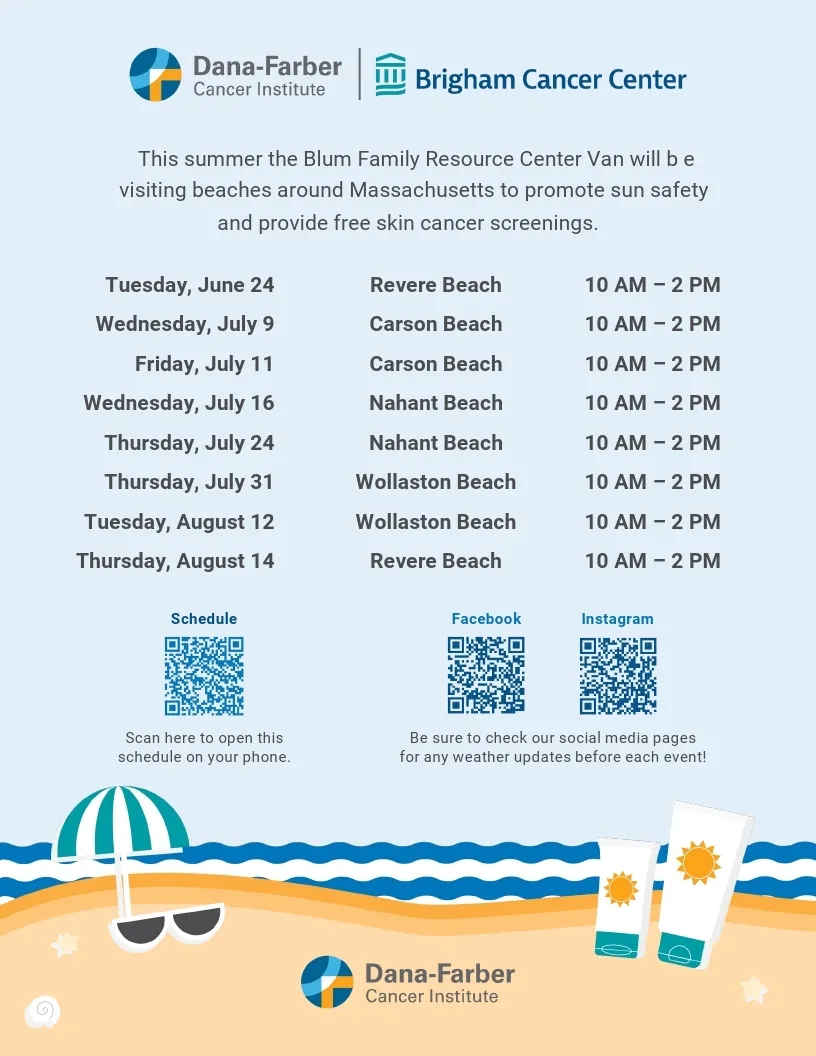 Dana-Farber
Cancer Institute
Brigham Cancer Center
This summer the Blum Family Resource Center Van will b e
visiting beaches around Massachusetts to promote sun safety
and provide free skin cancer screenings.
Tuesday, June 24 Revere Beach 10 AM – 2 PM
Wednesday, July 9 Carson Beach 10 AM – 2 PM
Friday, July 11 Carson Beach 10 AM – 2 PM
Wednesday, July 16 Nahant Beach 10 AM – 2 PM
Thursday, July 24 Nahant Beach 10 AM – 2 PM
Thursday, July 31 Wollaston Beach 10 AM – 2 PM
Tuesday, August 12 Wollaston Beach 10 AM – 2 PM
Thursday, August 14 Revere Beach 10 AM – 2 PM
Schedule
Scan here to open this
schedule on your phone.
Facebook Instagram
Be sure to check our social media pages
for any weather updates before each event!
Dana-Farber
Cancer Institute